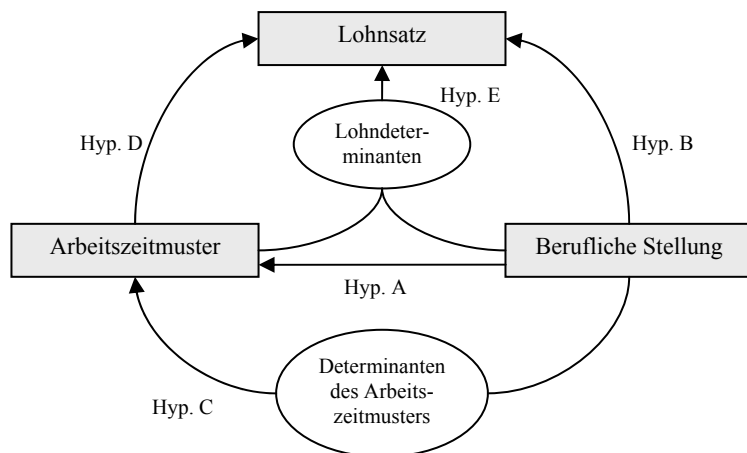 Lohnsatz
Hyp. E
Lohndeter-
minanten
Hyp. D
Hyp. B
Arbeitszeitmuster
Berufliche Stellung
Hyp. A
Determinanten
des Arbeits-
zeitmusters
Hyp. C